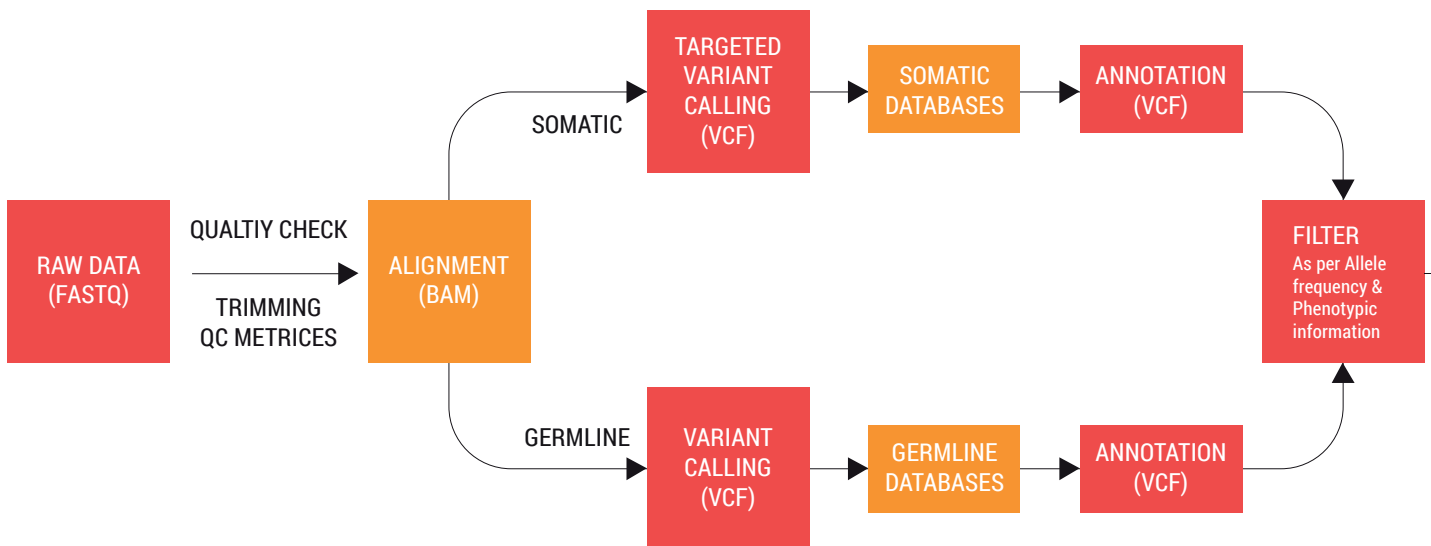 RAW DATA
(FASTQ)
QUALTIY CHECK
TRIMMING
QC METRICES
ALIGNMENT
(BAM)
SOMATIC
TARGETED
VARIANT
CALLING
(VCF)
SOMATIC
DATABASES
ANNOTATION
(VCF)
GERMLINE
VARIANT
CALLING
(VCF)
GERMLINE
DATABASES
ANNOTATION
(VCF)
FILTER
As per Allele
frequency &
Phenotypic
information